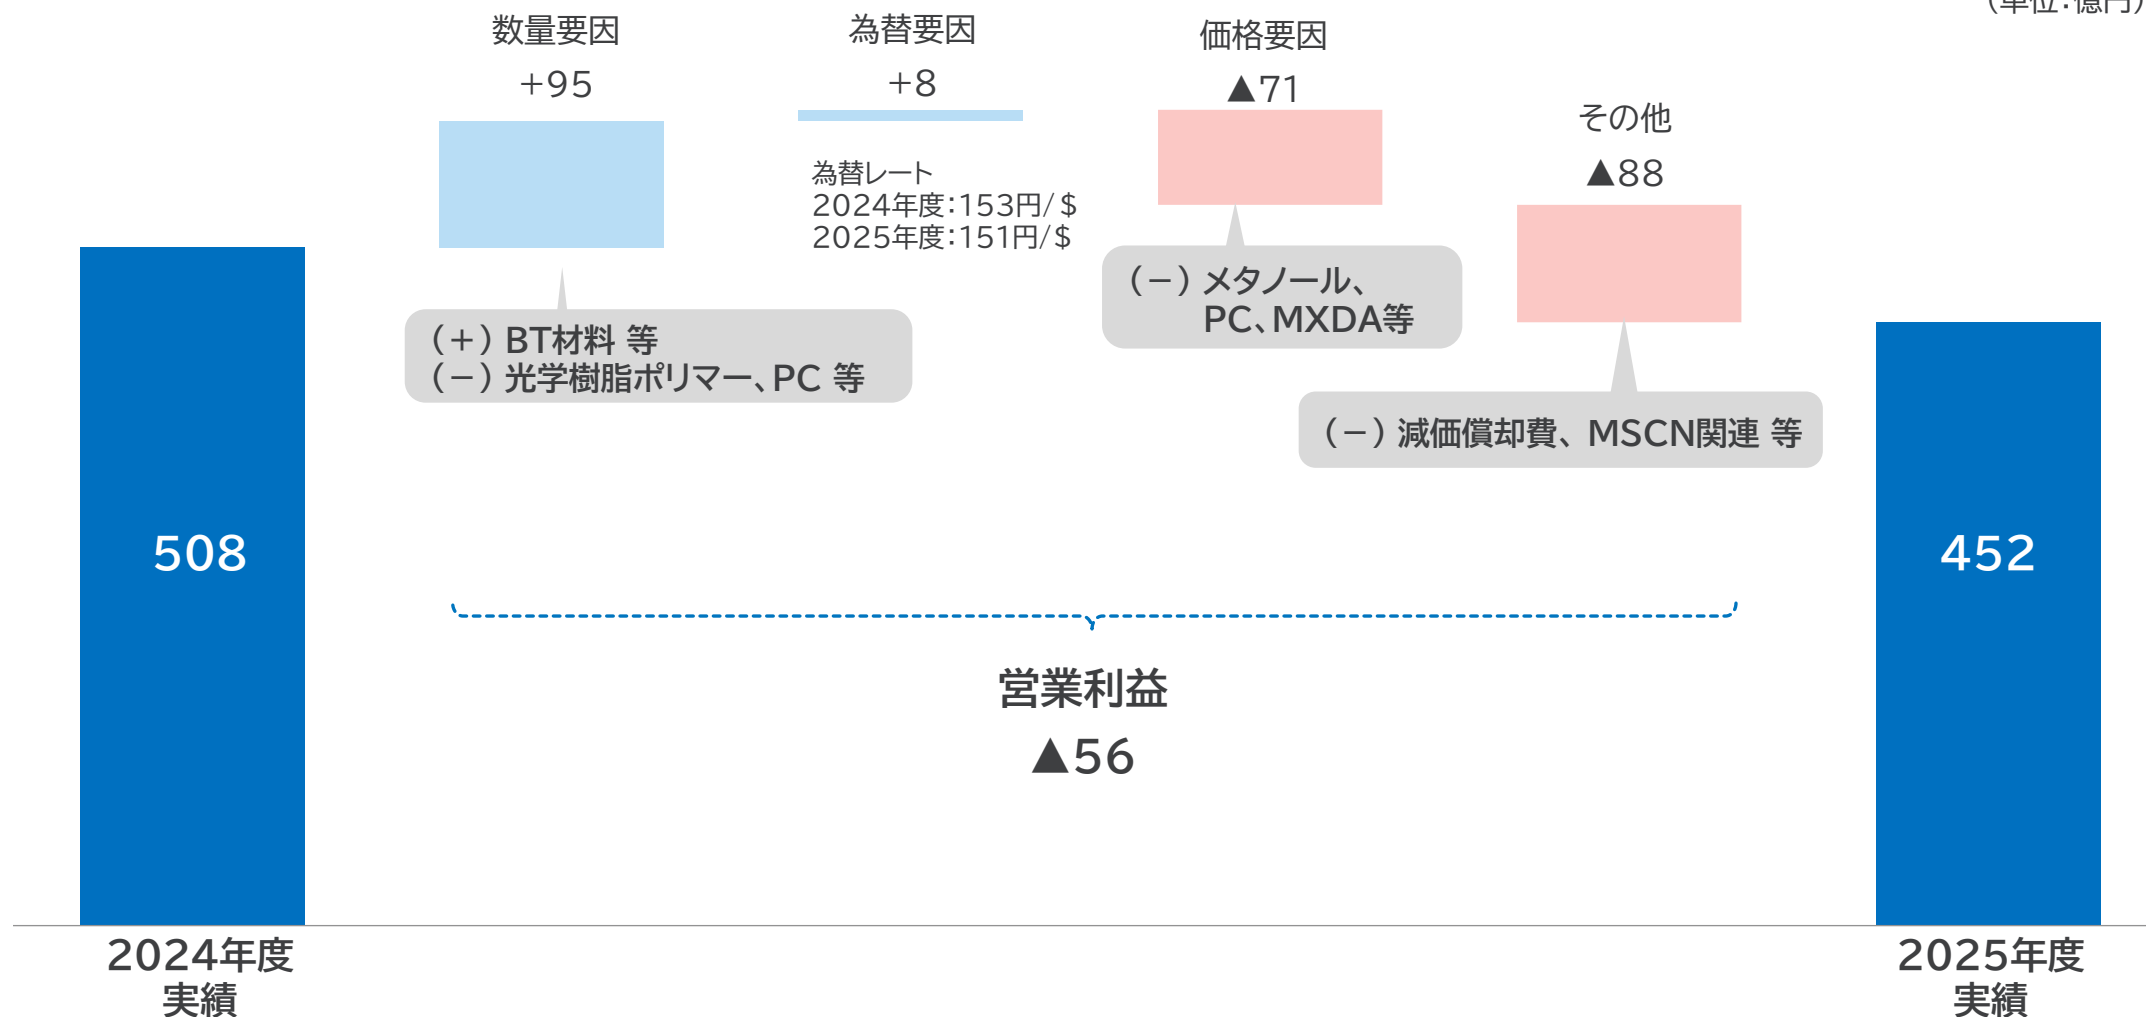 (単位:億円)
数量要因
+95
為替要因
+8
価格要因
▲71
その他
▲88
為替レート
2024年度:153円/$
2025年度:151円/$
(+) BT材料 等
(-) 光学樹脂ポリマー、PC 等
(-) メタノール、
PC、MXDA等
(-) 減価償却費、MSCN関連 等
508
452
営業利益
▲56
2024年度
実績
2025年度
実績